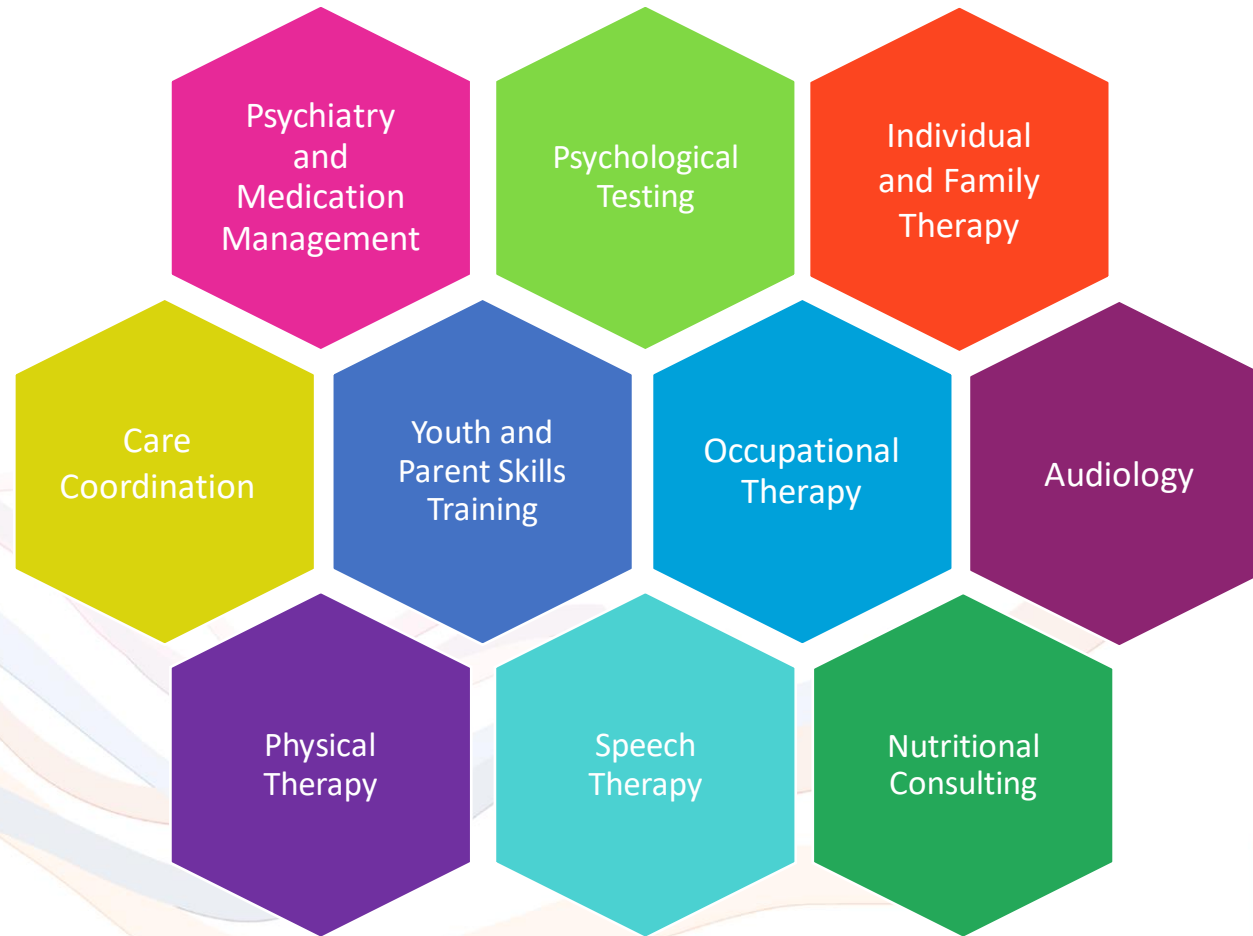 Psychiatry
and
Medication
Management
Psychological
Testing
Individual
and Family
Therapy
Care
Coordination
Youth and
Parent Skills
Training
Occupational
Therapy
Audiology
Physical
Therapy
Speech
Therapy
Nutritional
Consulting